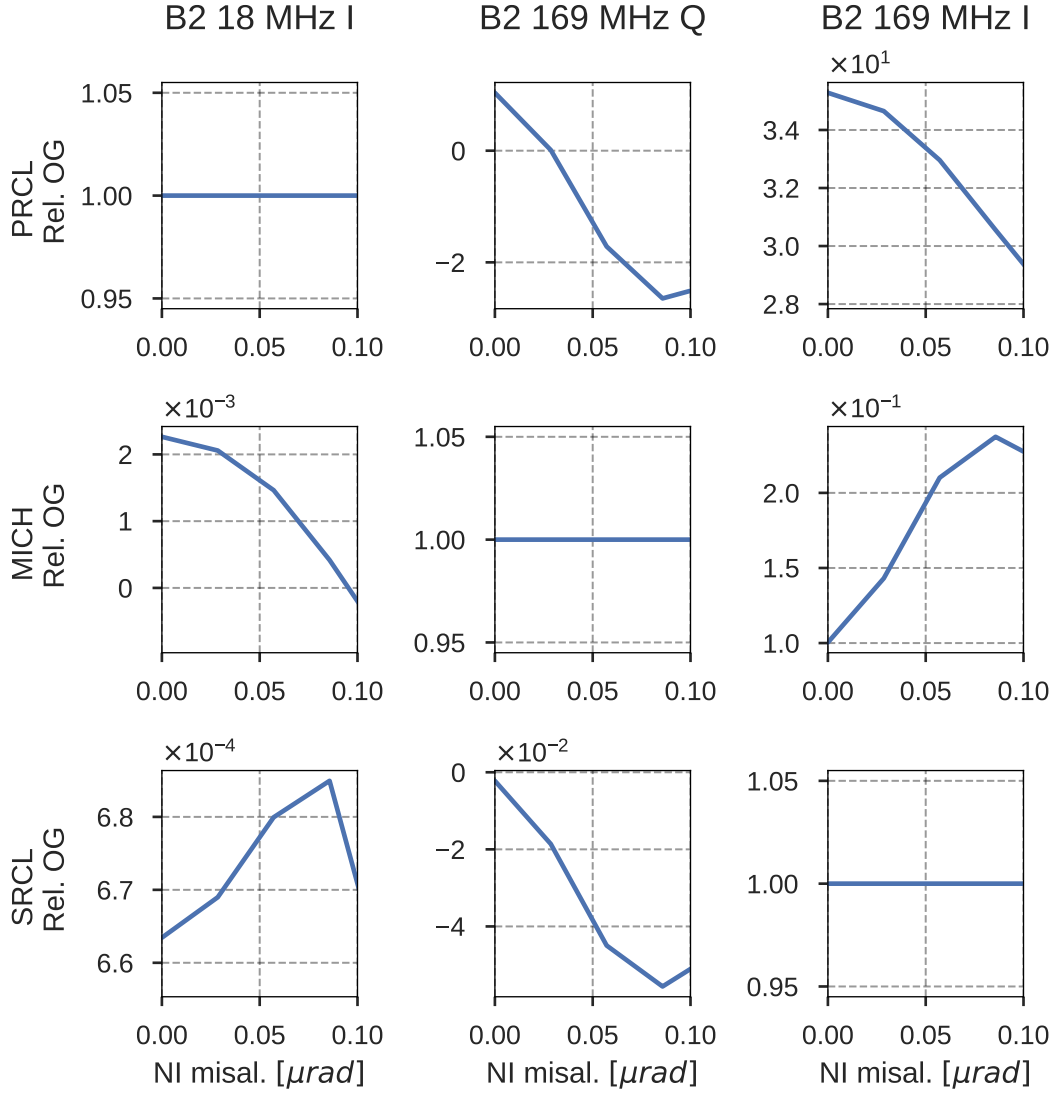 B2 18 MHz I B2 169 MHz Q B2 169 MHz I
×10¹
PRCL
Rel. OG
1.05
1.00
0.95
0
−2
3.4
3.2
3.0
2.8
0.00 0.05 0.10 0.00 0.05 0.10 0.00 0.05 0.10
×10⁻³ ×10⁻¹
MICH
Rel. OG
2
1
0
1.05
1.00
0.95
2.0
1.5
1.0
0.00 0.05 0.10 0.00 0.05 0.10 0.00 0.05 0.10
×10⁻⁴ ×10⁻²
SRCL
Rel. OG
6.8
6.7
6.6
0
−2
−4
1.05
1.00
0.95
0.00 0.05 0.10 0.00 0.05 0.10 0.00 0.05 0.10
NI misal. [μrad] NI misal. [μrad] NI misal. [μrad]